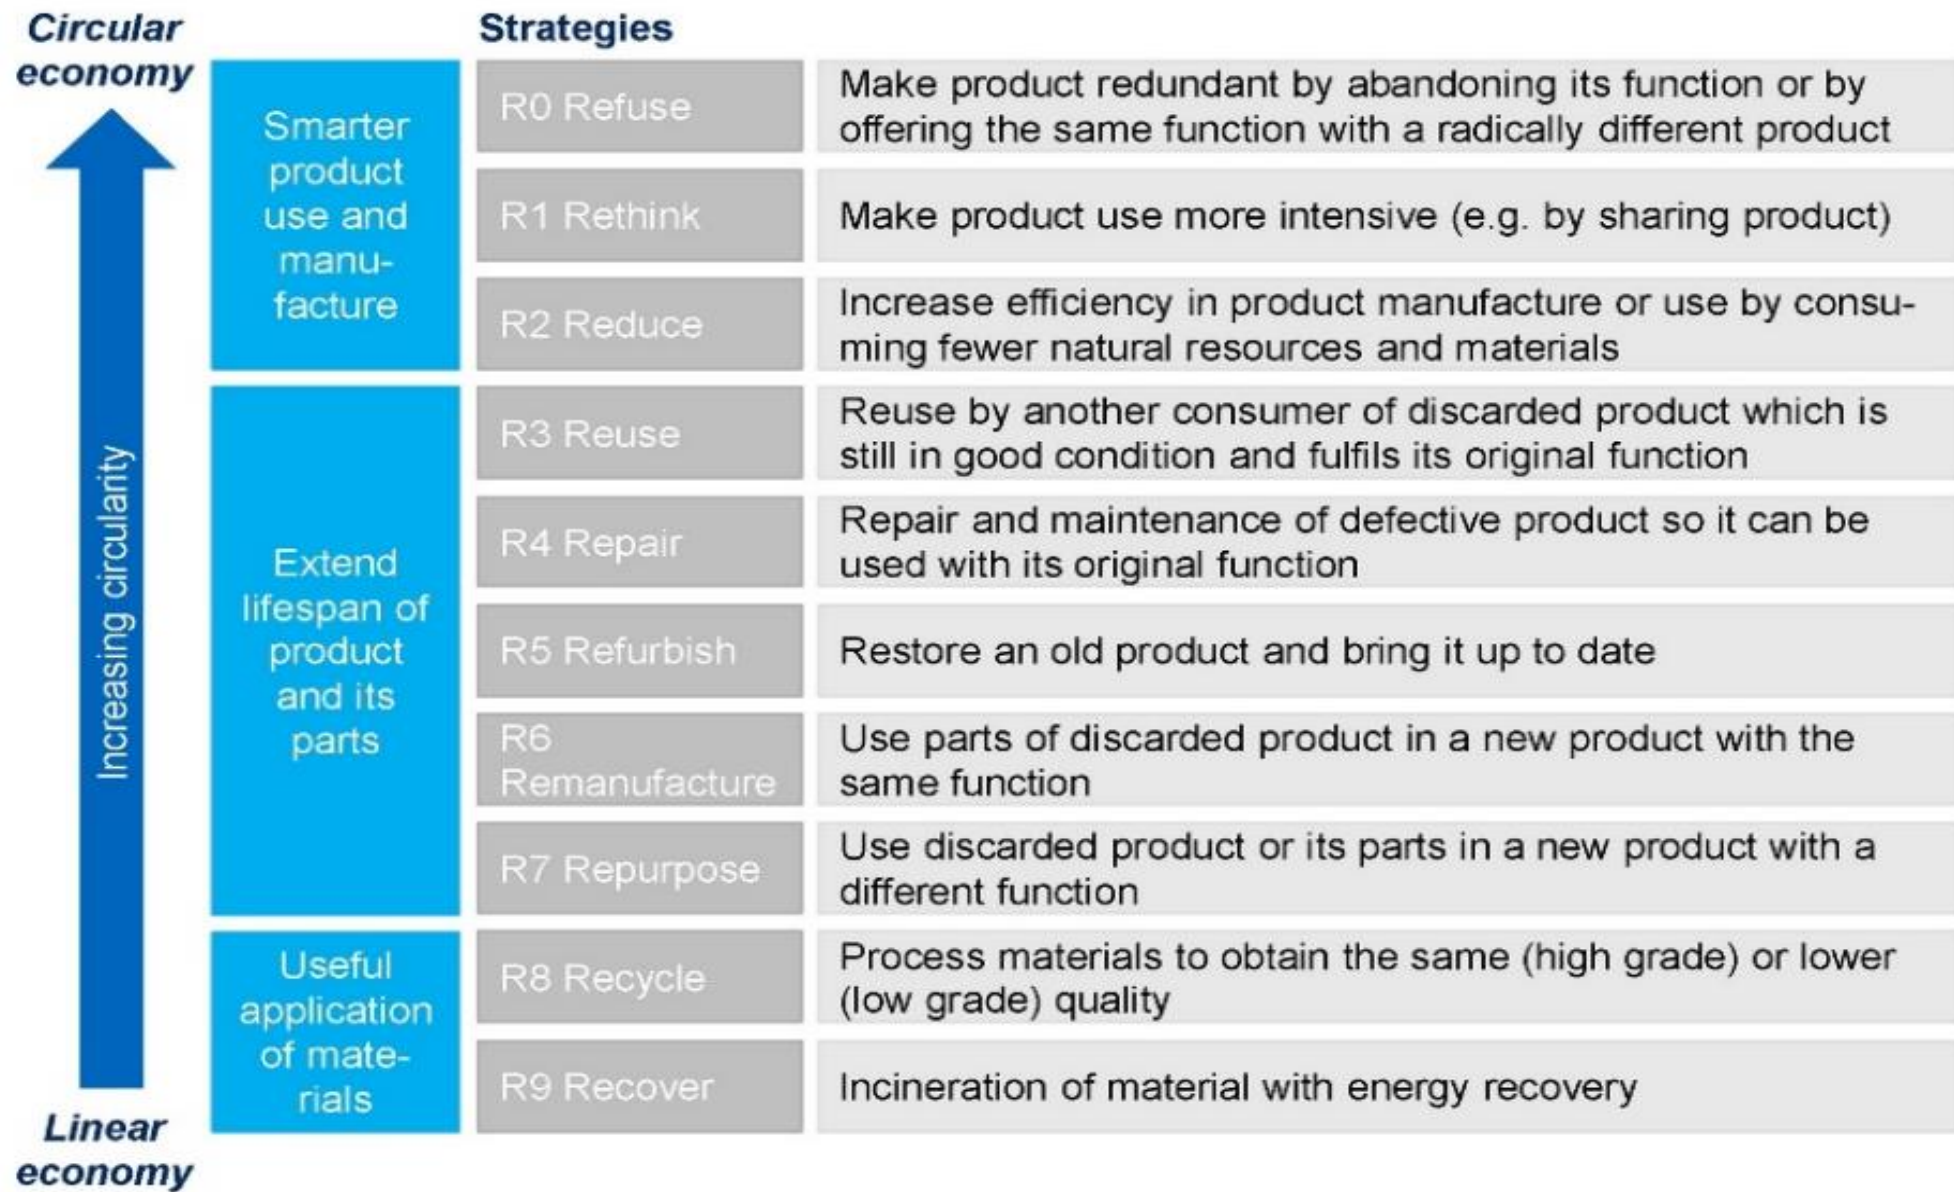 Circular
economy
Strategies
Smarter
product
use and
manu-
facture
R0 Refuse
Make product redundant by abandoning its function or by
offering the same function with a radically different product
R1 Rethink
Make product use more intensive (e.g. by sharing product)
R2 Reduce
Increase efficiency in product manufacture or use by consu-
ming fewer natural resources and materials
Increasing circularity
Extend
lifespan of
product
and its
parts
R3 Reuse
Reuse by another consumer of discarded product which is
still in good condition and fulfils its original function
R4 Repair
Repair and maintenance of defective product so it can be
used with its original function
R5 Refurbish
Restore an old product and bring it up to date
R6
Remanufacture
Use parts of discarded product in a new product with the
same function
R7 Repurpose
Use discarded product or its parts in a new product with a
different function
Useful
application
of mate-
rials
R8 Recycle
Process materials to obtain the same (high grade) or lower
(low grade) quality
R9 Recover
Incineration of material with energy recovery
Linear
economy